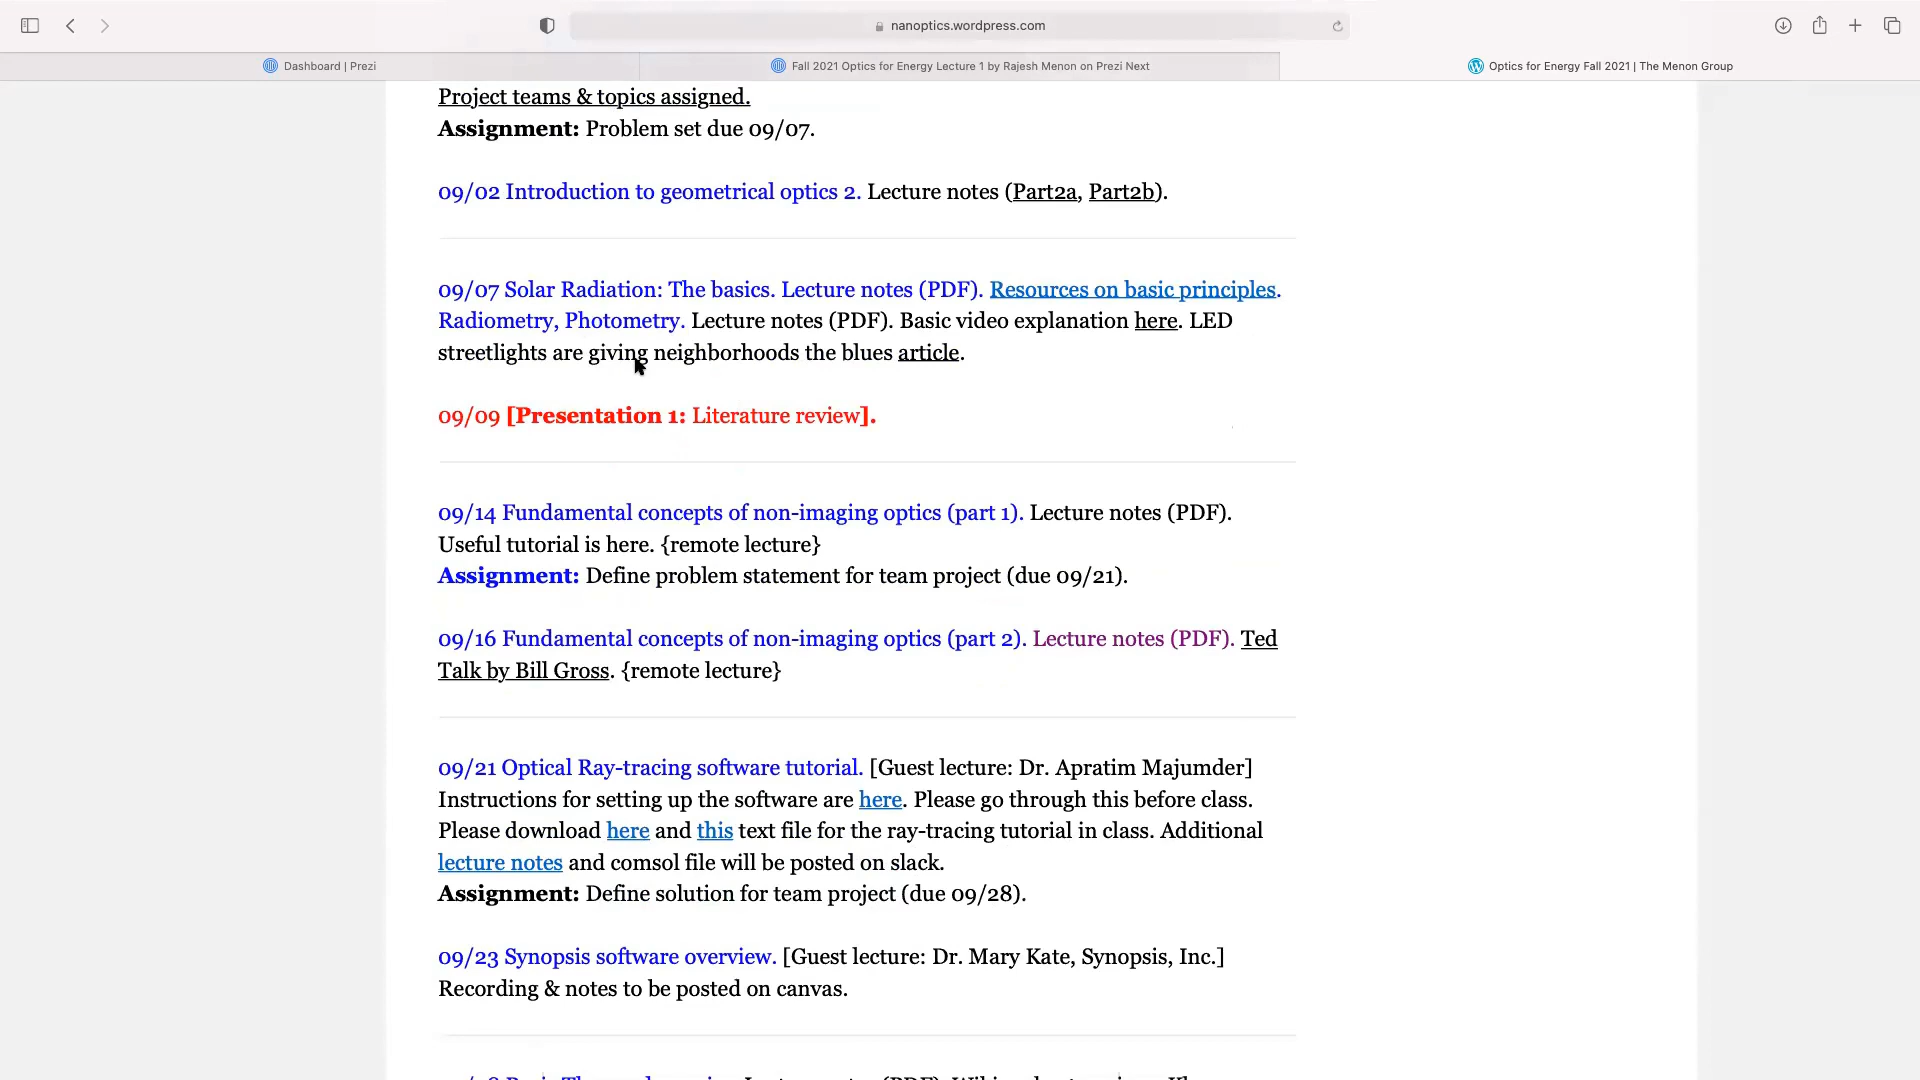 nanoptics.wordpress.com
Dashboard | Prezi
Fall 2021 Optics for Energy Lecture 1 by Rajesh Menon on Prezi Next
Optics for Energy Fall 2021 | The Menon Group
Project teams & topics assigned.
Assignment: Problem set due 09/07.
09/02 Introduction to geometrical optics 2. Lecture notes (Part2a, Part2b).
09/07 Solar Radiation: The basics. Lecture notes (PDF). Resources on basic principles.
Radiometry, Photometry. Lecture notes (PDF). Basic video explanation here. LED
streetlights are giving neighborhoods the blues article.
09/09 [Presentation 1: Literature review].
09/14 Fundamental concepts of non-imaging optics (part 1). Lecture notes (PDF).
Useful tutorial is here. {remote lecture}
Assignment: Define problem statement for team project (due 09/21).
09/16 Fundamental concepts of non-imaging optics (part 2). Lecture notes (PDF). Ted
Talk by Bill Gross. {remote lecture}
09/21 Optical Ray-tracing software tutorial. [Guest lecture: Dr. Apratim Majumder]
Instructions for setting up the software are here. Please go through this before class.
Please download here and this text file for the ray-tracing tutorial in class. Additional
lecture notes and comsol file will be posted on slack.
Assignment: Define solution for team project (due 09/28).
09/23 Synopsis software overview. [Guest lecture: Dr. Mary Kate, Synopsis, Inc.]
Recording & notes to be posted on canvas.